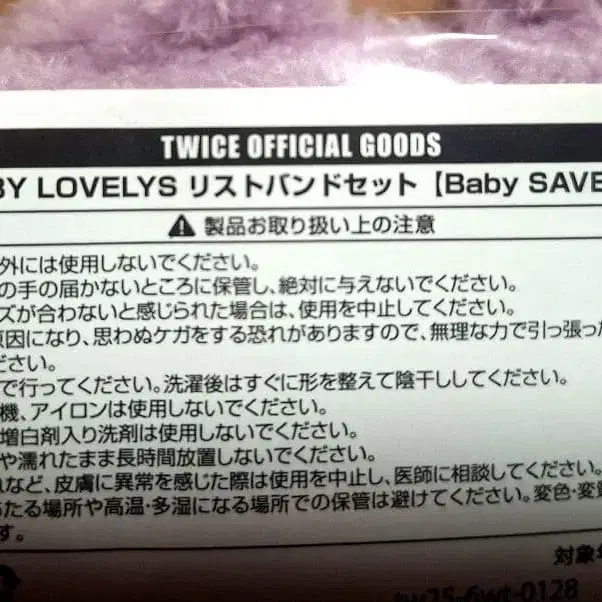 TWICE OFFICIAL GOODS
BY LOVELYS リストバンドセット【Baby SAVE
製品お取り扱い上の注意
外には使用しないでください。
の手の届かないところに保管し、絶対に与えないでください。
ズが合わないと感じられた場合は、使用を中止してください。
原因になり、思わぬケガをする恐れがありますので、無理な力で引っ張った
ださい。
で行ってください。洗濯後はすぐに形を整えて陰干ししてください。
機、アイロンは使用しないでください。
増白剤入り洗剤は使用しないでください。
や濡れたまま長時間放置しないでください。
れなど、皮膚に異常を感じた際は使用を中止し、医師に相談してください。
たる場所や高温・多湿になる場所での保管は避けてください。変色・変質
す。
対象年
tw25-6wt-0128